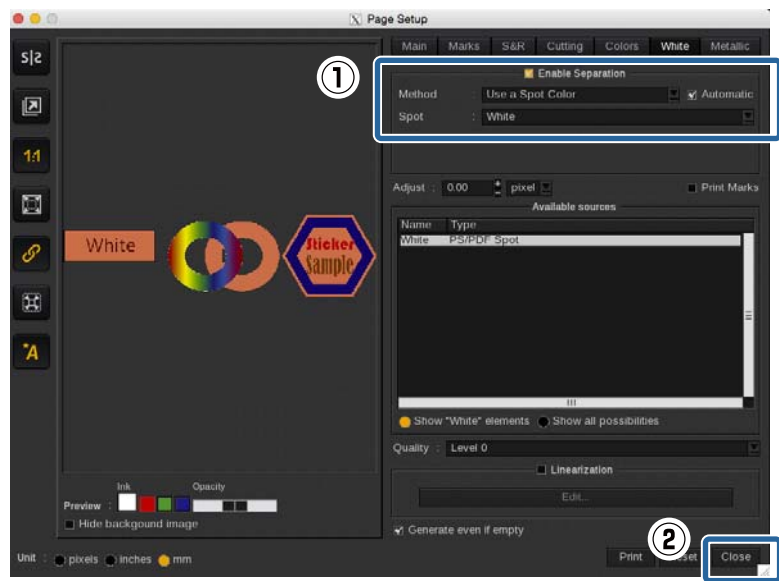 Page Setup
S|S
Main Marks S&R Cutting Colors White Metallic
①
Enable Separation
Method : Use a Spot Color Automatic
Spot : White
1:1
Adjust : 0.00 pixel Print Marks
Available sources
Name Type
White PS/PDF Spot
White
Sticker
Sample
A
Show "White" elements Show all possibilities
Quality : Level 0
Linearization
Edit...
Ink Opacity
Preview :
Hide backgound image
Generate even if empty
②
Unit : pixels inches mm
Print Close